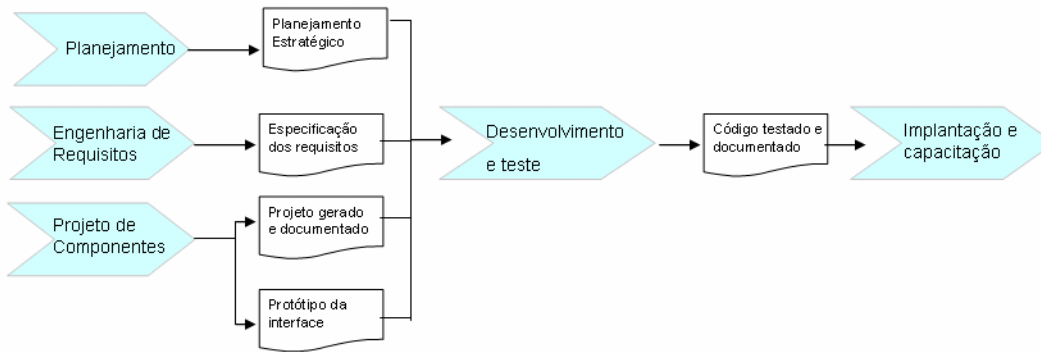 Planejamento
Planejamento
Estratégico
Engenharia de
Requisitos
Especificação
dos requisitos
Projeto de
Componentes
Projeto gerado
e documentado
Protótipo da
interface
Desenvolvimento
e teste
Código testado e
documentado
Implantação e
capacitação